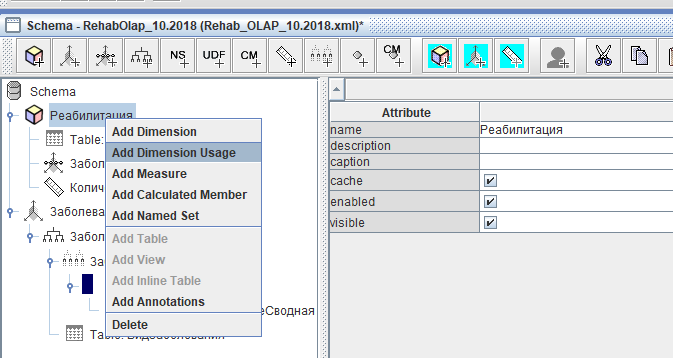 Schema - RehabOlap_10.2018 (Rehab_OLAP_10.2018.xml)*
NS UDF CM CM
Schema
Реабилитация
Table:
Забол
Количе
Заболева
Забол
За
еСводная
Table: ВидЗаболевания
Add Dimension
Add Dimension Usage
Add Measure
Add Calculated Member
Add Named Set
Add Table
Add View
Add Inline Table
Add Annotations
Delete
Attribute
name Реабилитация
description
caption
cache
enabled
visible